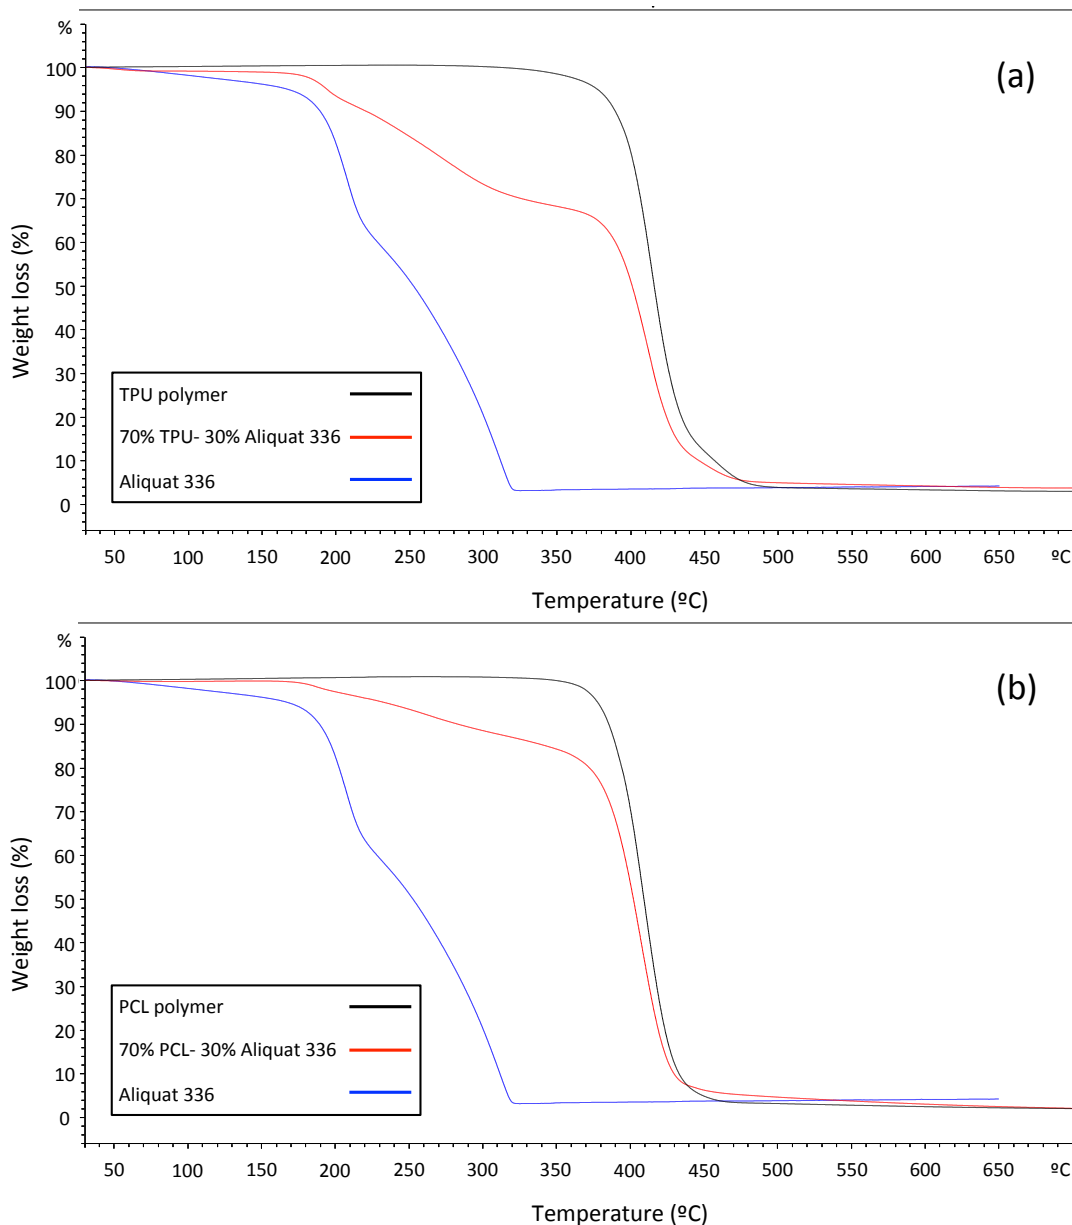 %
(a)
100
90
80
70
60
50
40
30
20
10
0
Weight loss (%)
TPU polymer
70% TPU- 30% Aliquat 336
Aliquat 336
50 100 150 200 250 300 350 400 450 500 550 600 650 ºC
Temperature (ºC)
%
(b)
100
90
80
70
60
50
40
30
20
10
0
Weight loss (%)
PCL polymer
70% PCL- 30% Aliquat 336
Aliquat 336
50 100 150 200 250 300 350 400 450 500 550 600 650 ºC
Temperature (ºC)